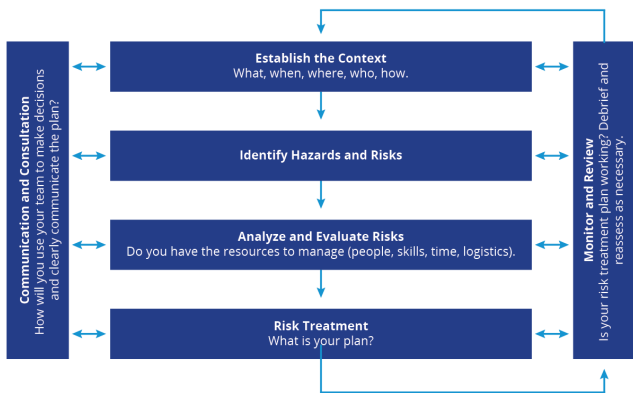 Establish the Context
What, when, where, who, how.
Identify Hazards and Risks
Analyze and Evaluate Risks
Do you have the resources to manage (people, skills, time, logistics).
Risk Treatment
What is your plan?
Communication and Consultation
How will you use your team to make decisions
and clearly communicate the plan?
Monitor and Review
Is your risk treatment plan working? Debrief and
reassess as necessary.